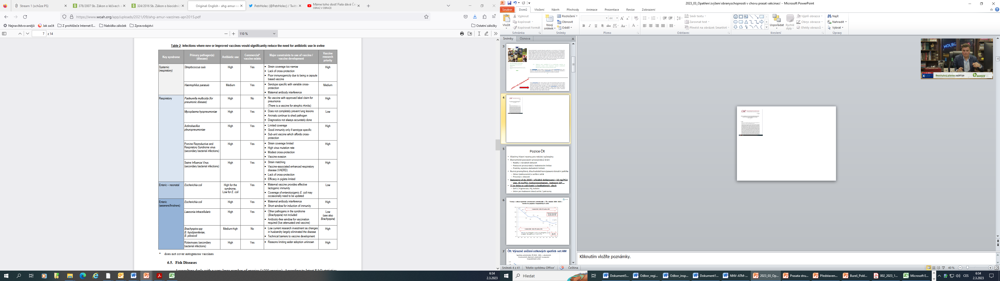 Stream 1 (schůze PS)
378/2007 Sb. Zákon o léčivech a
324/2016 Sb. Zákon o biocidníc
Original: English - ahg-amur-va
PetrHolec (@PetrHolec) / Twitte
Máme toho dost! Fiala dává Če
OBRAZ V OBRAZE
https://www.woah.org/app/uploads/2021/09/ahg-amur-vaccines-apr2015.pdf
Nejnavštěvovanější
Jak začít
Z prohlížeče Internet E...
Nabídka záložek
Zpravodajství
Ostatní záložky
7
z 14
110 %
Table 2: Infections where new or improved vaccines would significantly reduce the need for antibiotic use in swine
Key syndrome
Primary pathogen(s) (disease)
Antibiotic use
Commercial* vaccine exists
Major constraints to use of vaccine / vaccine development
Vaccine research priority
Systemic (respiratory)
Streptococcus suis
High
Yes
• Strain coverage too narrow
• Lack of cross-protection
• Poor immunogenicity due to being a capsule based vaccine
High
Haemophilus parasuis
Medium
Yes
• Serotype specific with variable cross-protection
• Maternal antibody interference
Medium
Respiratory
Pasteurella multocida (for pneumonic disease)
High
No
• No vaccine with approved label claim for pneumonia
(There is a vaccine for atrophic rhinitis)
High
Mycoplasma hyopneumoniae
High
Yes
• Does not completely prevent lung lesions
• Animals continue to shed pathogen
• Diagnostics not always accurately done
Low
Actinobacillus pleuropneumoniae
High
Yes
• Limited coverage
• Good immunity only if serotype specific
• Sub-unit vaccine which affords cross-protection
High
Porcine Reproductive and Respiratory Syndrome virus (secondary bacterial infections)
High
Yes
• Strain coverage limited
• High virus mutation rate
• Modest cross-protection
• Vaccine evasion
High
Swine Influenza Virus (secondary bacterial infections)
High
Yes
• Strain matching
• Vaccine-associated enhanced respiratory disease (VAERD)
• Lack of cross-protection
• Efficacy in piglets limited
High
Enteric – neonatal
Escherichia coli
High for the syndrome, Low for E. coli
Yes
• Maternal vaccine provides effective lactogenic immunity
• Coverage of enterotoxigenic E. coli may occasionally need to be updated
Low
Enteric (weaners/finishers)
Escherichia coli
High
Yes
• Maternal antibody interference
• Short window for induction of immunity
High
Lawsonia intracellularis
High
Yes
• Other pathogens in the syndrome (Brachyspira) not included
• Antibiotic-free window for vaccination required (live attenuated oral vaccine)
Low (see also Brachyspira)
Brachyspira spp
B. hyodysenteriae,
B. pilosicoli
Medium-high
No
• Low current research investment as changes in husbandry largely eliminated the disease
• Technical barriers to vaccine development
High
Rotaviruses (secondary bacterial infections)
High
Yes
• Reasons limiting wider adoption unknown
High
* does not cover autogenous vaccines
6.5. Fish Diseases
6:34
2.3.2023
2023_03_Opatření zvýšení obranyschopnosti v chovu prasat vakcinací - Microsoft PowerPoint
Soubor
Domů
Vložení
Návrh
Přechody
Animace
Prezentace
Revize
Zobrazení
Vložit
Vyjmout
Kopírovat
Kopírovat formát
Schránka
Nový snímek
Rozložení
Obnovit
Oddíl
Snímky
44
Písmo
Směr textu
Zarovnat text
Převést na obrázek SmartArt
Odstavec
Uspořádat
Rychlé styly
Výplň obrazce
Obrys obrazce
Efekty obrazců
Kreslení
Najít
Nahradit
Vybrat
Úpravy
Snímky
Osnova
3
4
5
Pozice ČR
• Všechny hlavní rezervy pro redukci vyčerpány
• Ekonomické postavení prvovýrobců brání
– Rozdíly v národních dotacích
– Postavení prvovýrobců v hodnotovém řetězci
– Praktiky zejména obchodních řetězců
• Nutná promyšlená, dlouhodobě koncipovaná dotační politika
– Zdraví (ozdravování) a welfare zvířat
– Prevence v chovech
• Stanovený cíl do 2030 – oficiálně deklarovaný – 50 mg/PCU
• !!! Je třeba se začít bavit i o kvalitativních cílech
– Cef 3 / 4 generace, FQ, kolistin
– Skóre pro hodnocení chovů zvířat / potraviny
6
7
ČR: Výrazné snížení celkových spotřeb vet AM
HOLEC
Bezchybný přenos zajišťuje
Kliknutím vložíte poznámky.
Snímek 4 z 41
"Motiv systému Office"
Čeština
40 %
Hledat
Dokument5...
Odbor_regi...
Odbor_insp...
Dokument1...
NNV-ATM-...
2023_03_Op...
Prasata stru...
Představen...
Bureš_Pokl...
002_2023_1...
Microsoft E...
CES
6:34
2.3.2023